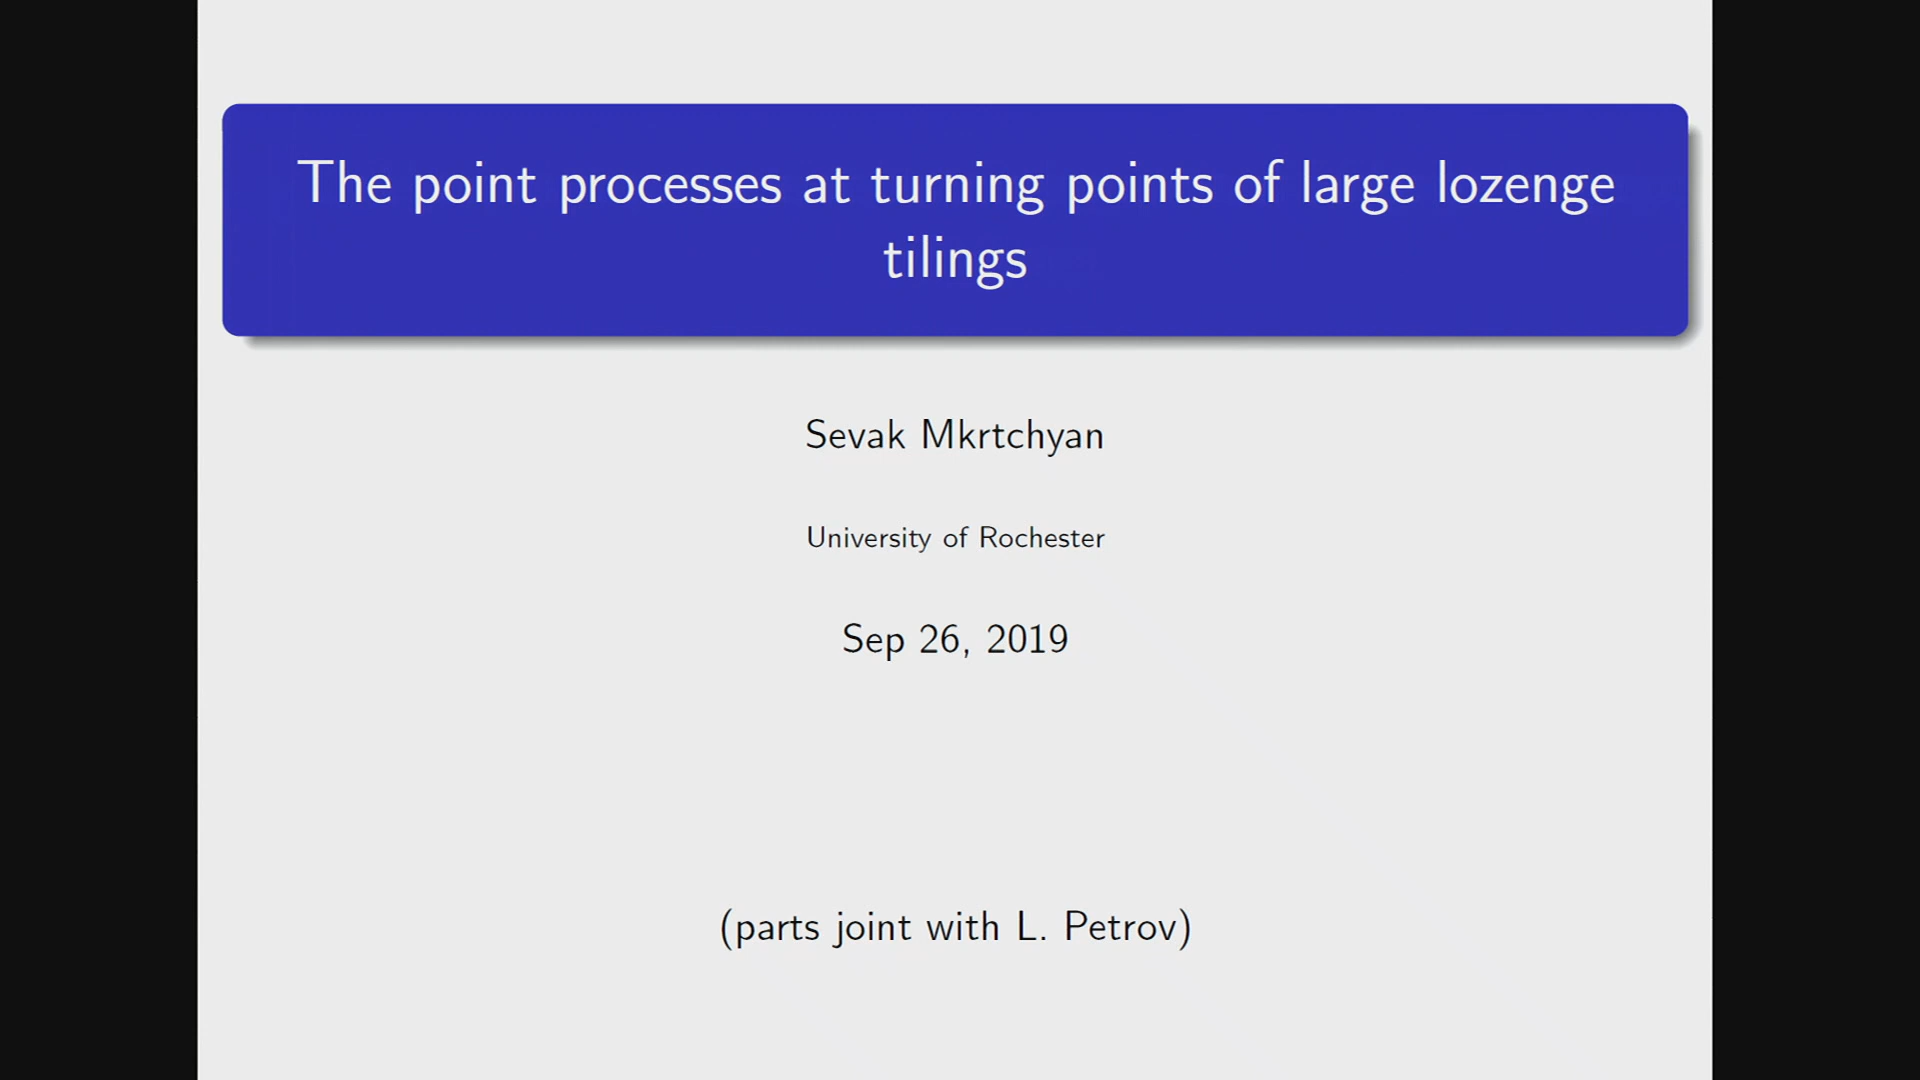 The point processes at turning points of large lozenge
tilings
Sevak Mkrtchyan
University of Rochester
Sep 26, 2019
(parts joint with L. Petrov)